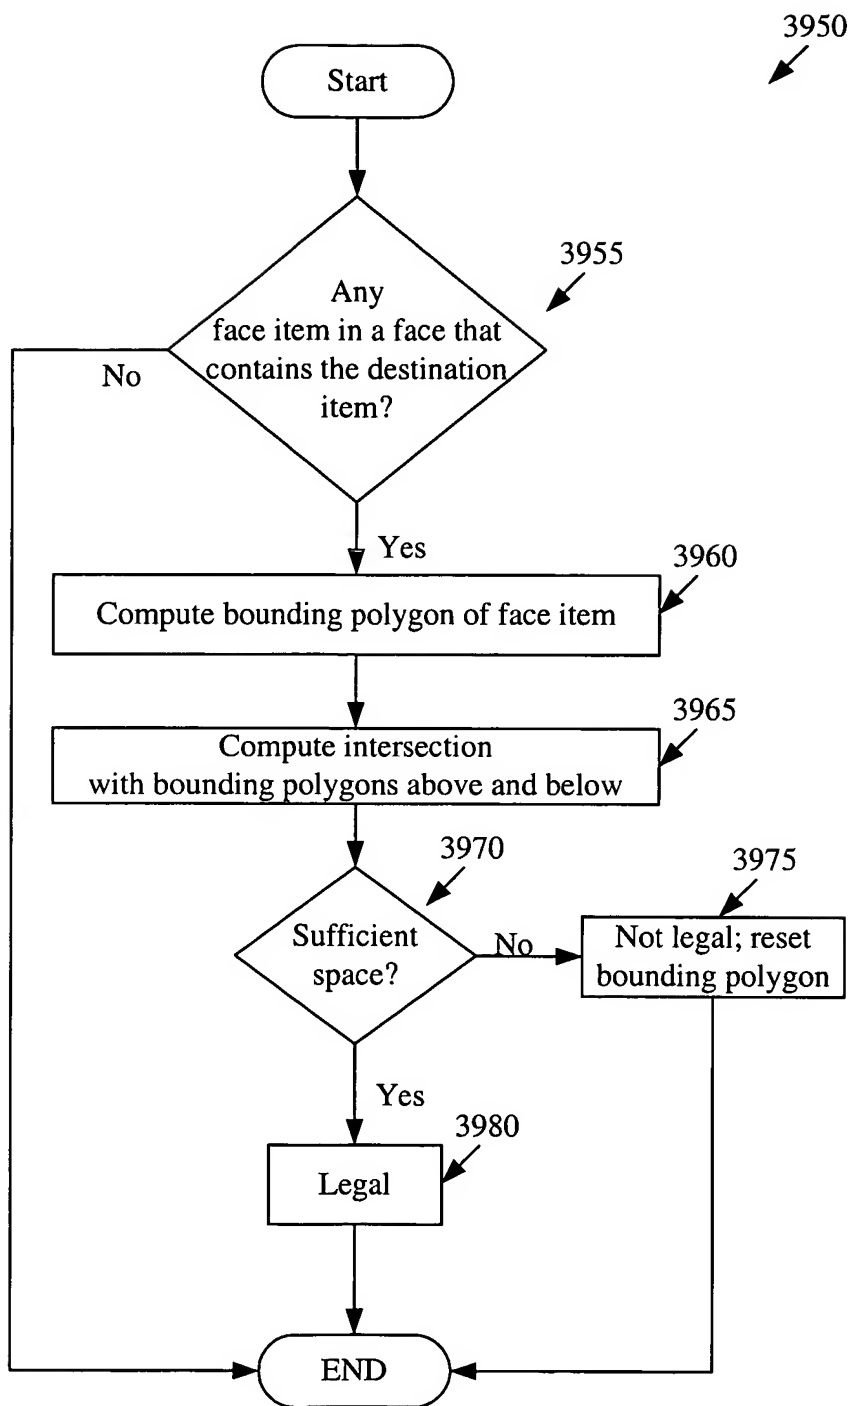 3950
Start
3955
Any
face item in a face that
contains the destination
item?
No
Yes
3960
Compute bounding polygon of face item
3965
Compute intersection
with bounding polygons above and below
3970
3975
Sufficient
space?
No
Not legal; reset
bounding polygon
Yes
3980
Legal
END